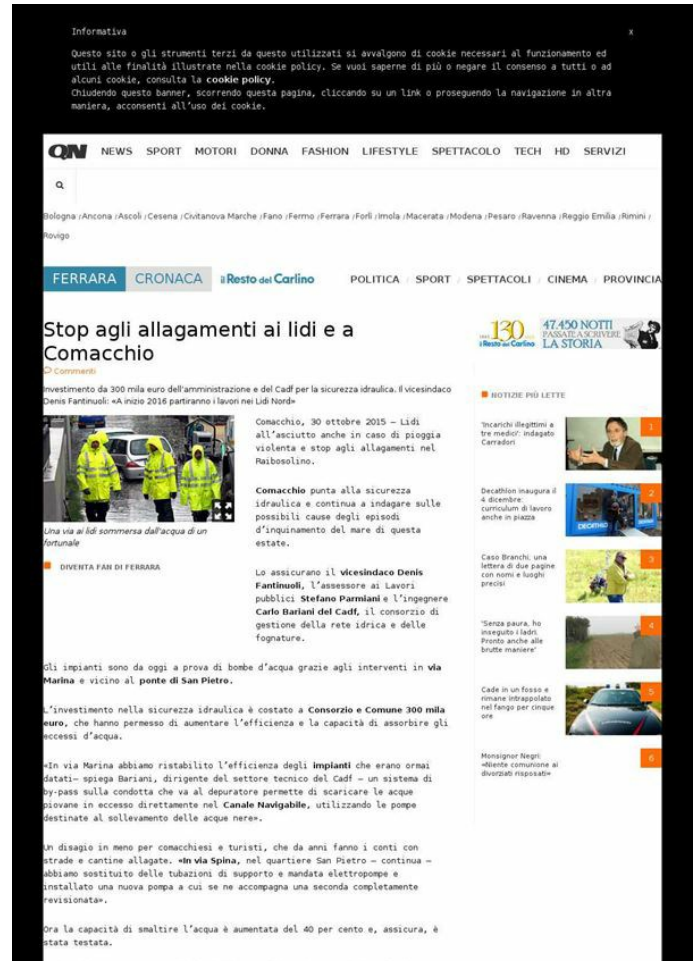 Informativa
x
Questo sito o gli strumenti terzi da questo utilizzati si avvalgono di cookie necessari al funzionamento ed
utili alle finalità illustrate nella cookie policy. Se vuoi saperne di più o negare il consenso a tutti o ad
alcuni cookie, consulta la cookie policy.
Chiudendo questo banner, scorrendo questa pagina, cliccando su un link o proseguendo la navigazione in altra
maniera, acconsenti all’uso dei cookie.
QN NEWS SPORT MOTORI DONNA FASHION LIFESTYLE SPETTACOLO TECH HD SERVIZI
Bologna / Ancona / Ascoli / Cesena / Civitanova Marche / Fano / Fermo / Ferrara / Forlì / Imola / Macerata / Modena / Pesaro / Ravenna / Reggio Emilia / Rimini /
Rovigo
FERRARA CRONACA il Resto del Carlino POLITICA / SPORT / SPETTACOLI / CINEMA / PROVINCIA
Stop agli allagamenti ai lidi e a
Comacchio
Commenti
Investimento da 300 mila euro dell'amministrazione e del Cadf per la sicurezza idraulica. Il vicesindaco
Denis Fantinuoli: «A inizio 2016 partiranno i lavori nei Lidi Nord»
Una via ai lidi sommersa dall'acqua di un
fortunale
DIVENTA FAN DI FERRARA
Comacchio, 30 ottobre 2015 – Lidi
all’asciutto anche in caso di pioggia
violenta e stop agli allagamenti nel
Raibosolino.
Comacchio punta alla sicurezza
idraulica e continua a indagare sulle
possibili cause degli episodi
d’inquinamento del mare di questa
estate.
Lo assicurano il vicesindaco Denis
Fantinuoli, l’assessore ai Lavori
pubblici Stefano Parmiani e l’ingegnere
Carlo Bariani del Cadf, il consorzio di
gestione della rete idrica e delle
fognature.
Gli impianti sono da oggi a prova di bombe d’acqua grazie agli interventi in via
Marina e vicino al ponte di San Pietro.
L’investimento nella sicurezza idraulica è costato a Consorzio e Comune 300 mila
euro, che hanno permesso di aumentare l’efficienza e la capacità di assorbire gli
eccessi d’acqua.
«In via Marina abbiamo ristabilito l’efficienza degli impianti che erano ormai
datati– spiega Bariani, dirigente del settore tecnico del Cadf – un sistema di
by-pass sulla condotta che va al depuratore permette di scaricare le acque
piovane in eccesso direttamente nel Canale Navigabile, utilizzando le pompe
destinate al sollevamento delle acque nere».
Un disagio in meno per comacchiesi e turisti, che da anni fanno i conti con
strade e cantine allagate. «In via Spina, nel quartiere San Pietro – continua –
abbiamo sostituito delle tubazioni di supporto e mandata elettropompe e
installato una nuova pompa a cui se ne accompagna una seconda completamente
revisionata».
Ora la capacità di smaltire l’acqua è aumentata del 40 per cento e, assicura, è
stata testata.
130
il Resto del Carlino
47.450 NOTTI
PASSATE A SCRIVERE
LA STORIA
NOTIZIE PIÙ LETTE
'Incarichi illegittimi a
tre medici': indagato
Carradori
1
Decathlon inaugura il
4 dicembre:
curriculum di lavoro
anche in piazza
DECATHLON
2
Caso Branchi, una
lettera di due pagine
con nomi e luoghi
precisi
3
'Senza paura, ho
inseguito i ladri.
Pronto anche alle
brutte maniere'
4
Cade in un fosso e
rimane intrappolato
nel fango per cinque
ore
5
Monsignor Negri:
«Niente comunione ai
divorziati risposati»
6